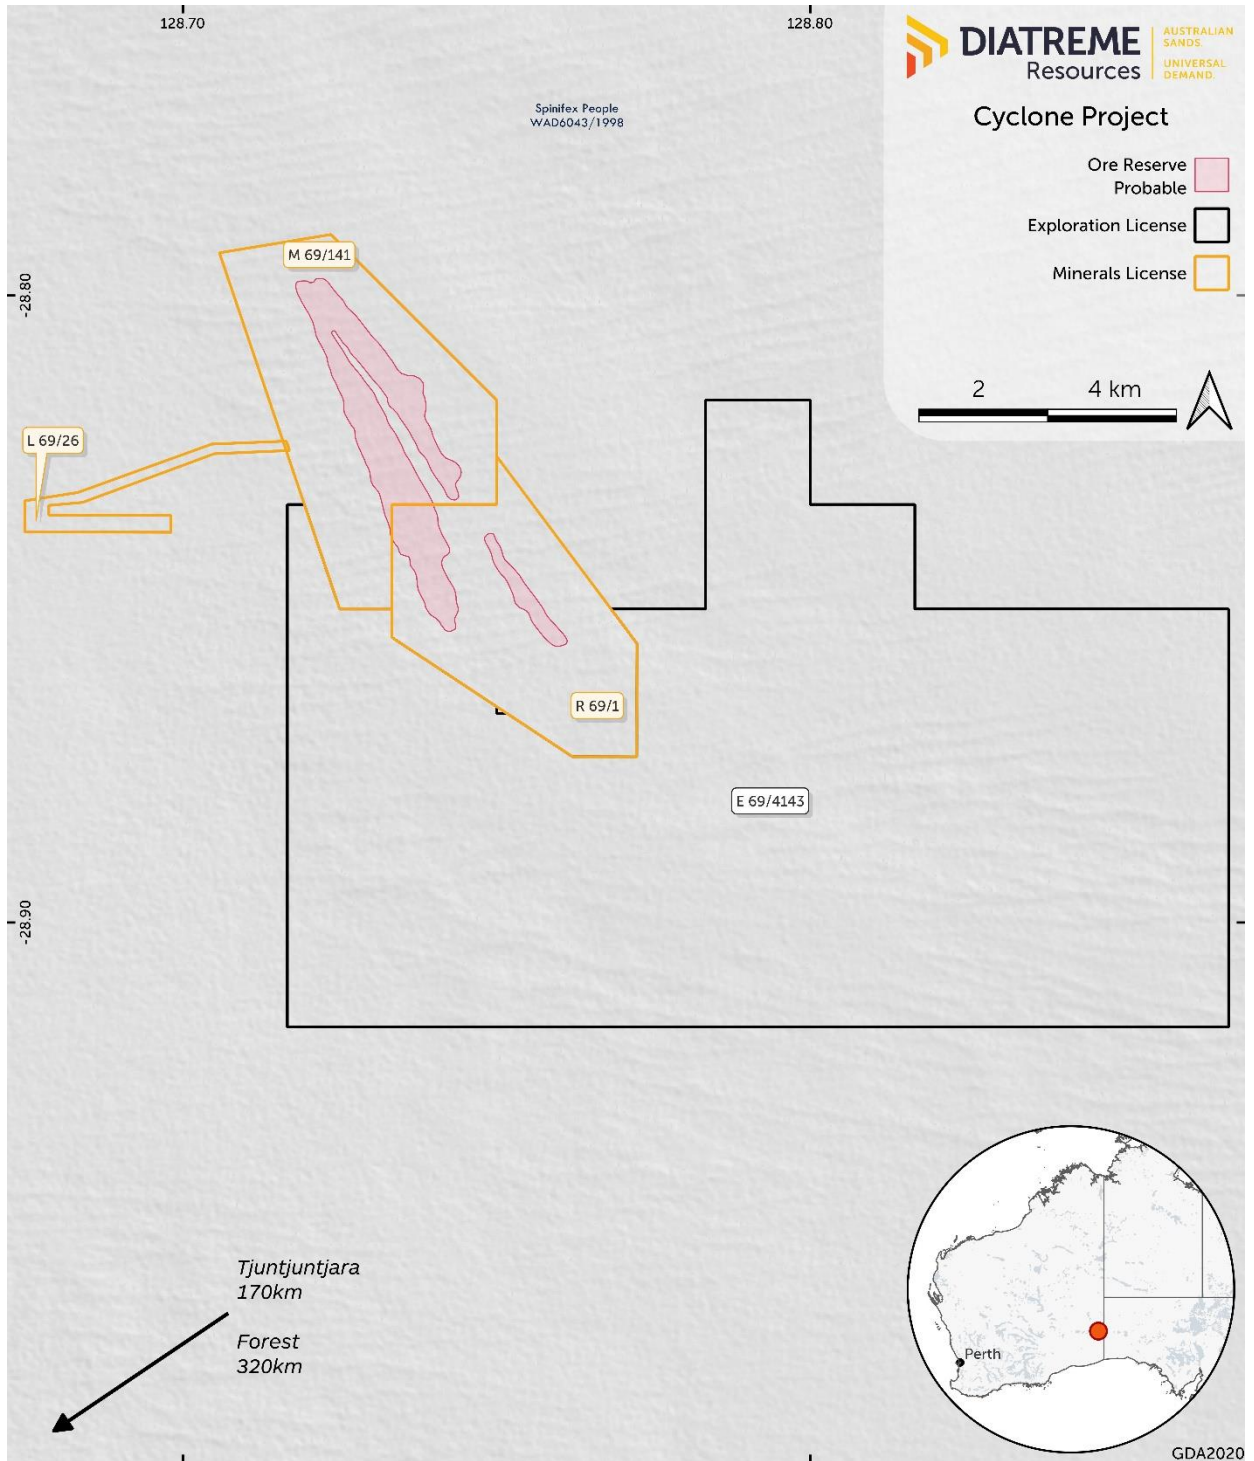 128.70
128.80
DIATREME
Resources
AUSTRALIAN
SANDS.
UNIVERSAL
DEMAND.
Spinifex People
WAD6043/1998
Cyclone Project
Ore Reserve
Probable
Exploration License
Minerals License
2
4 km
M 69/141
-28.80
L 69/26
R 69/1
E 69/4143
-28.90
Tjuntjuntjara
170km
Forest
320km
Perth
GDA2020